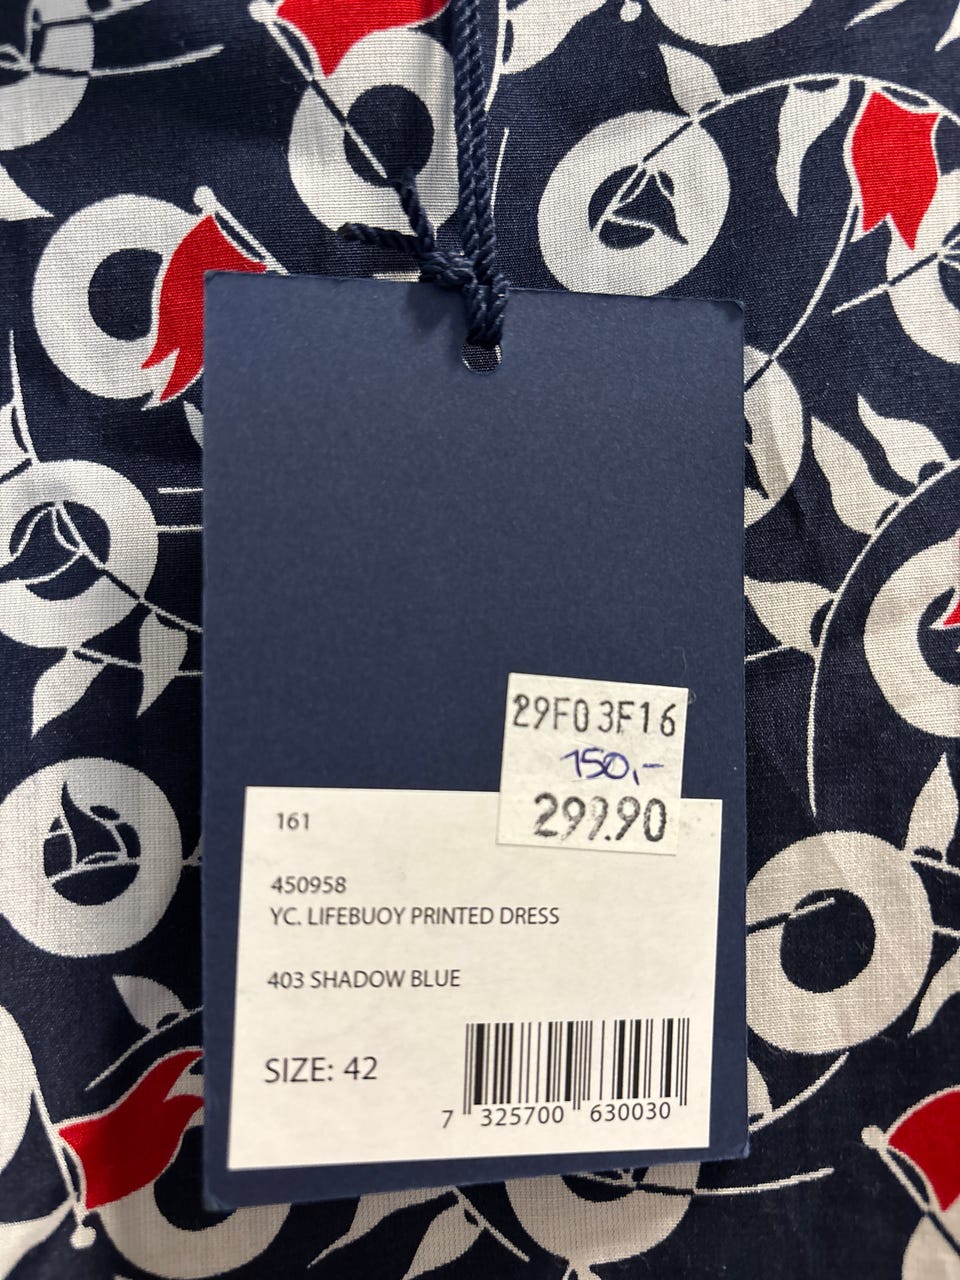 29F03F16
150,-
299.90
161
450958
YC. LIFEBUOY PRINTED DRESS
403 SHADOW BLUE
SIZE: 42
7 325700 630030